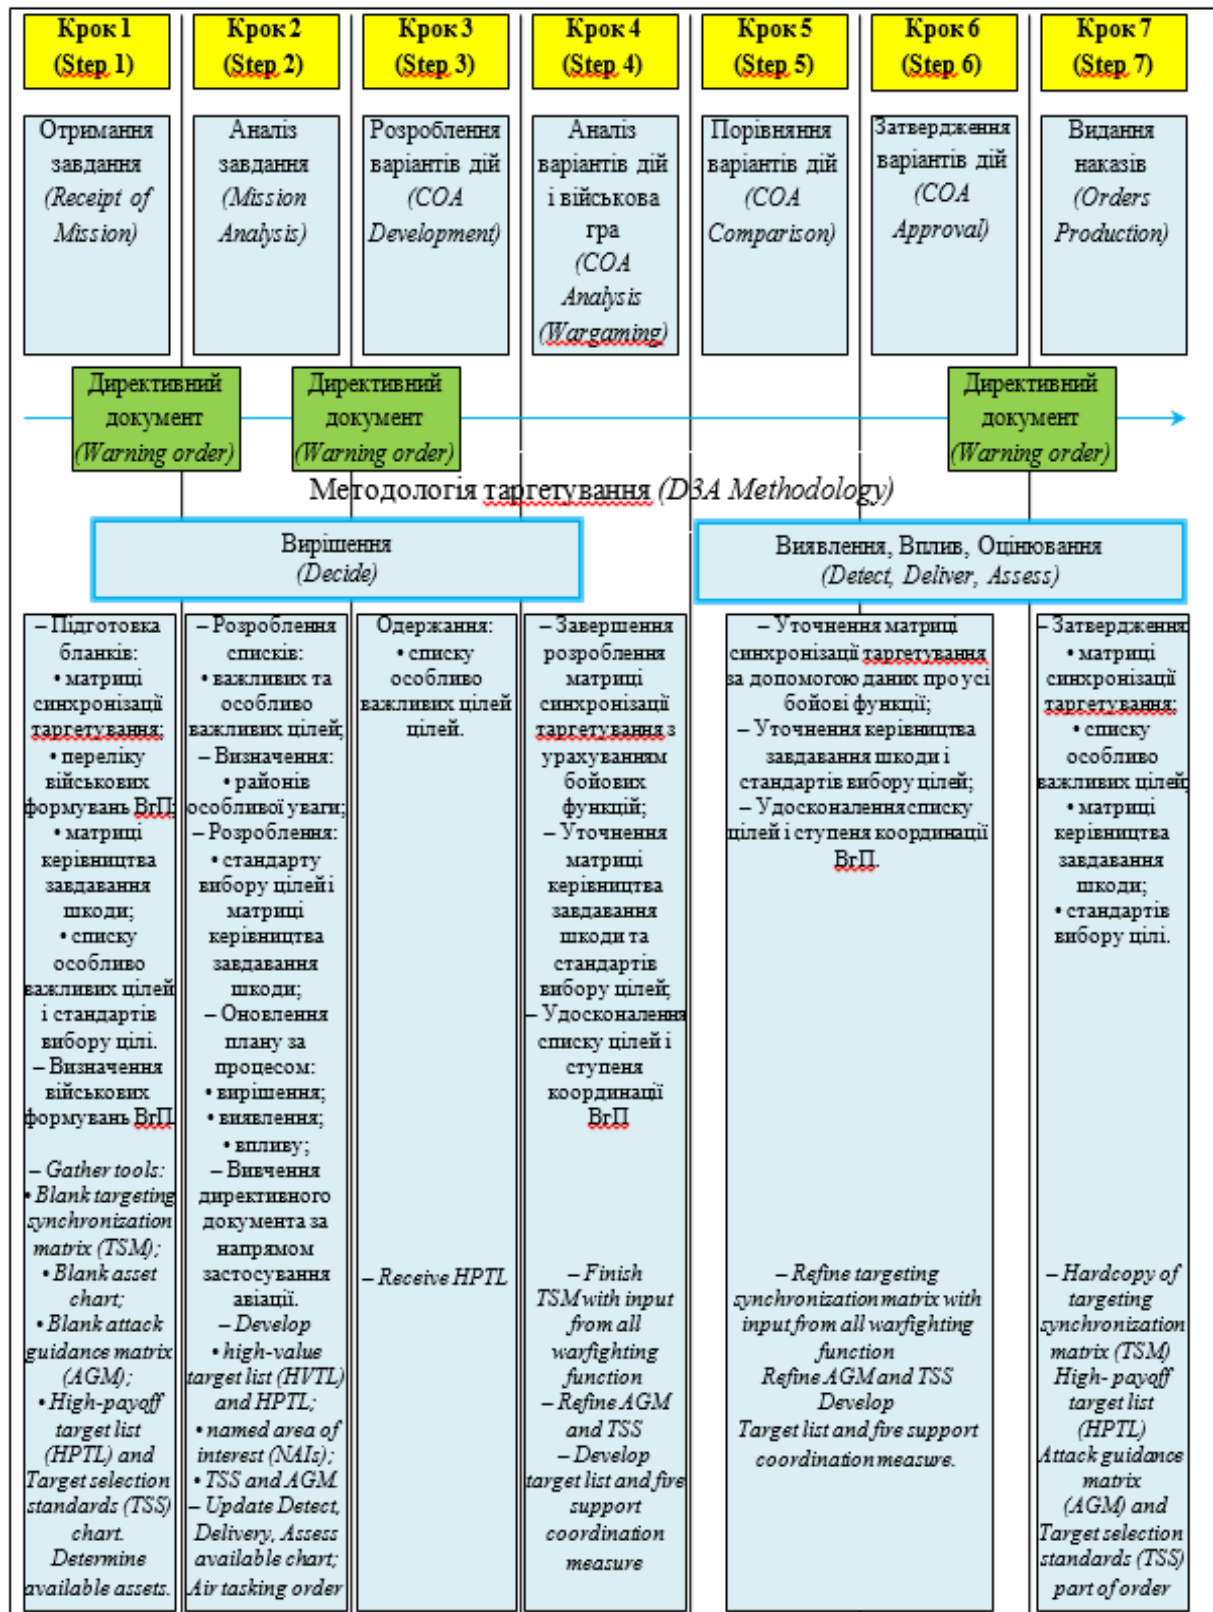 Крок 1
(Step 1)
Крок 2
(Step 2)
Крок 3
(Step 3)
Крок 4
(Step 4)
Крок 5
(Step 5)
Крок 6
(Step 6)
Крок 7
(Step 7)
Отримання
завдання
(Receipt of
Mission)
Аналіз
завдання
(Mission
Analysis)
Розроблення
варіантів дій
(COA
Development)
Аналіз
варіантів дій
і військова
гра
(COA
Analysis
(Wargaming)
Порівняння
варіантів дій
(COA
Comparison)
Затвердження
варіантів дій
(COA
Approval)
Видання
наказів
(Orders
Production)
Директивний
документ
(Warning order)
Директивний
документ
(Warning order)
Директивний
документ
(Warning order)
Методологія таргетування (D3A Methodology)
Вирішення
(Decide)
Виявлення, Вплив, Оцінювання
(Detect, Deliver, Assess)
– Підготовка
бланків:
• матриці
синхронізації
таргетування;
• переліку
військових
формувань ВгП;
• матриці
керівництва
завдавання
шкоди;
• списку
особливо
важливих цілей
і стандартів
вибору цілі.
– Визначення
військових
формувань ВгП
– Gather tools:
• Blank targeting
synchronization
matrix (TSM);
• Blank asset
chart;
• Blank attack
guidance matrix
(AGM);
• High-payoff
target list
(HPTL) and
Target selection
standards (TSS)
chart.
Determine
available assets.
– Розроблення
списків:
• важливих та
особливо
важливих цілей;
– Визначення:
• районів
особливої уваги;
– Розроблення:
• стандарту
вибору цілей і
матриці
керівництва
завдавання
шкоди;
– Оновлення
плану за
процесом:
• вирішення;
• виявлення;
• впливу;
– Вивчення
директивного
документа за
напрямом
застосування
авіації.
– Develop
• high-value
target list (HVTL)
and HPTL;
• named area of
interest (NAIs);
• TSS and AGM.
– Update Detect,
Delivery, Assess
available chart;
Air tasking order
Одержання:
• списку
особливо
важливих цілей
цілей.
– Receive HPTL
– Завершення
розроблення
матриці
синхронізації
таргетування з
урахуванням
бойових
функцій;
– Уточнення
матриці
керівництва
завдавання
шкоди та
стандартів
вибору цілей;
– Удосконалення
списку цілей і
ступеня
координації
ВгП
– Finish
TSM with input
from all
warfighting
function
– Refine AGM
and TSS
– Develop
target list and fire
support
coordination
measure
– Уточнення матриці
синхронізації таргетування
за допомогою даних про усі
бойові функції;
– Уточнення керівництва
завдавання шкоди і
стандартів вибору цілей;
– Удосконалення списку
цілей і ступеня координації
ВгП.
– Refine targeting
synchronization matrix with
input from all warfighting
function
Refine AGM and TSS
Develop
Target list and fire support
coordination measure.
– Затвердження:
• матриці
синхронізації
таргетування;
• списку
особливо
важливих цілей;
• матриці
керівництва
завдавання
шкоди;
• стандартів
вибору цілі.
– Hardcopy of
targeting
synchronization
matrix (TSM)
High- payoff
target list
(HPTL)
Attack guidance
matrix
(AGM) and
Target selection
standards (TSS)
part of order